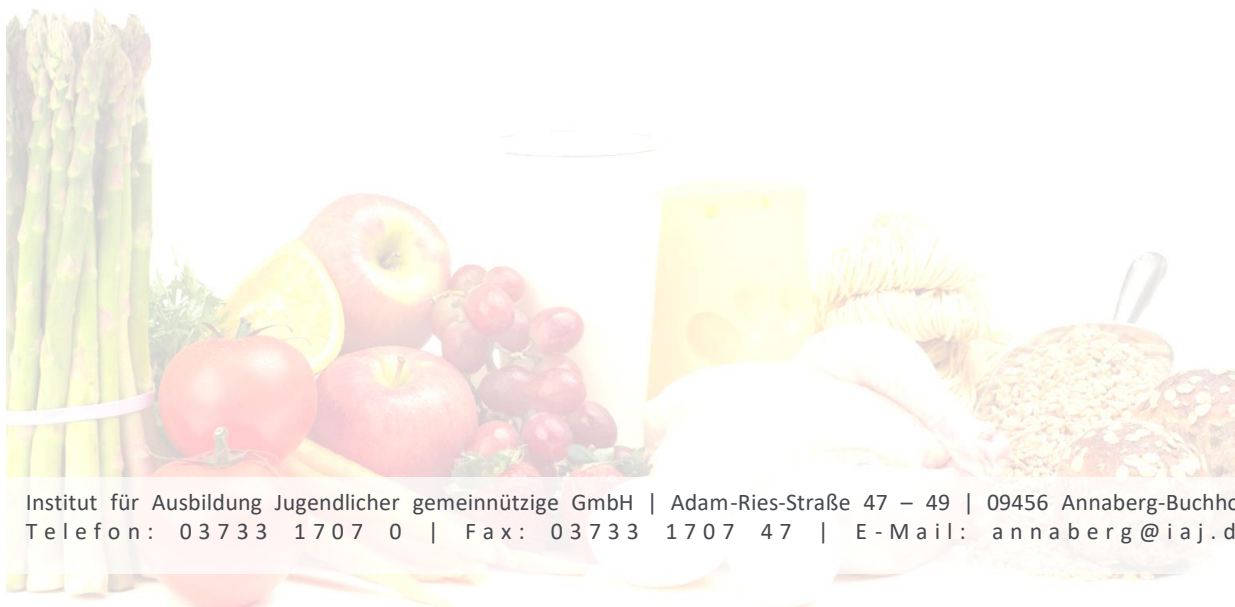 Institut für Ausbildung Jugendlicher gemeinnützige GmbH | Adam-Ries-Straße 47 – 49 | 09456 Annaberg-Buchho
Telefon: 03733 1707 0 | Fax: 03733 1707 47 | E-Mail: annaberg@iaj.d